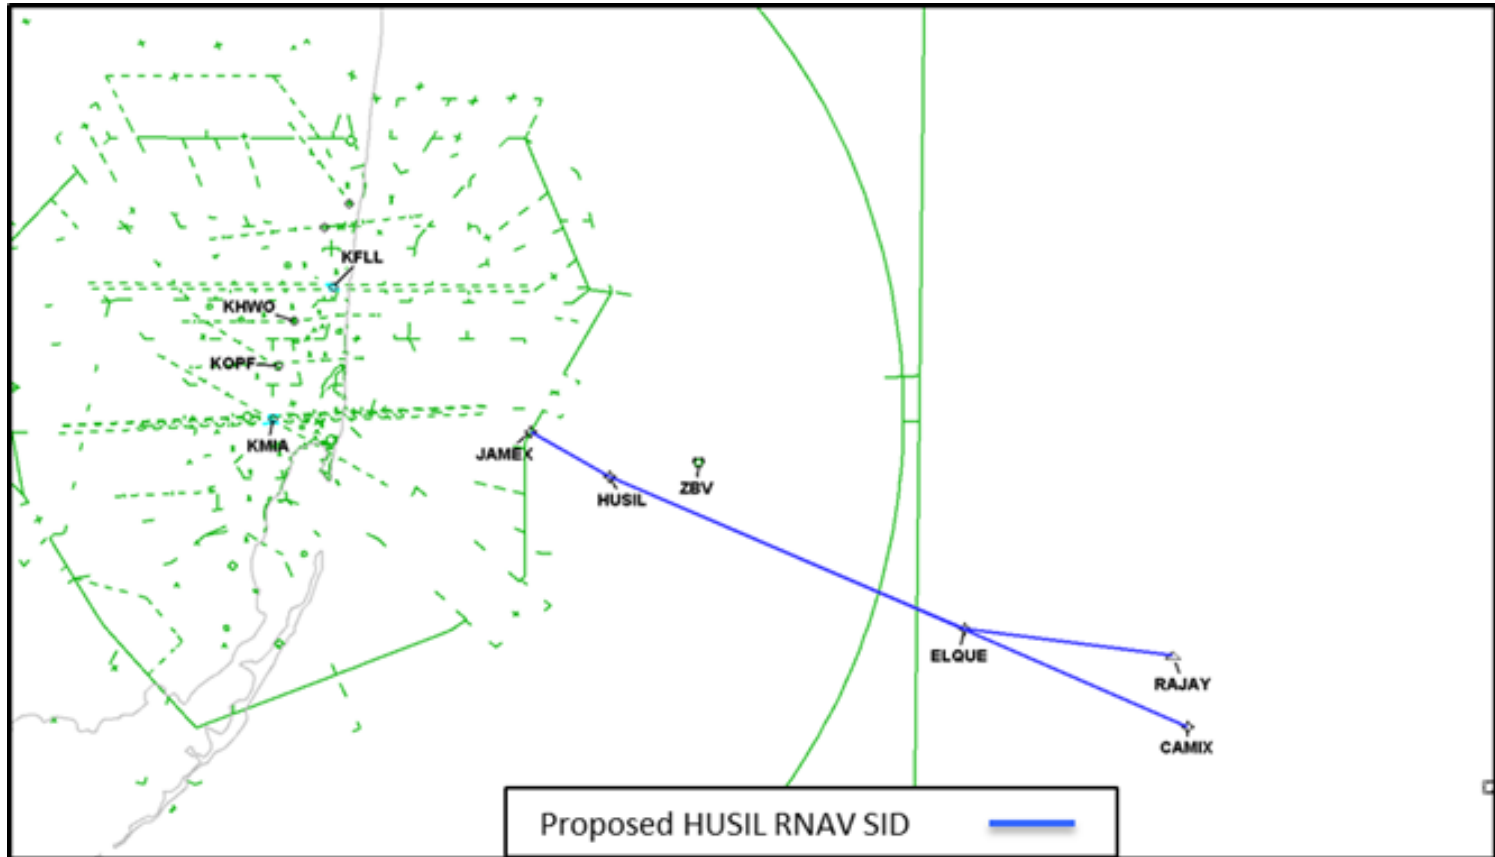 KFLL
KHWO
KOPF
KMIA
JAMEX
HUSIL
ZBV
ELQUE
RAJAY
CAMIX
Proposed HUSIL RNAV SID